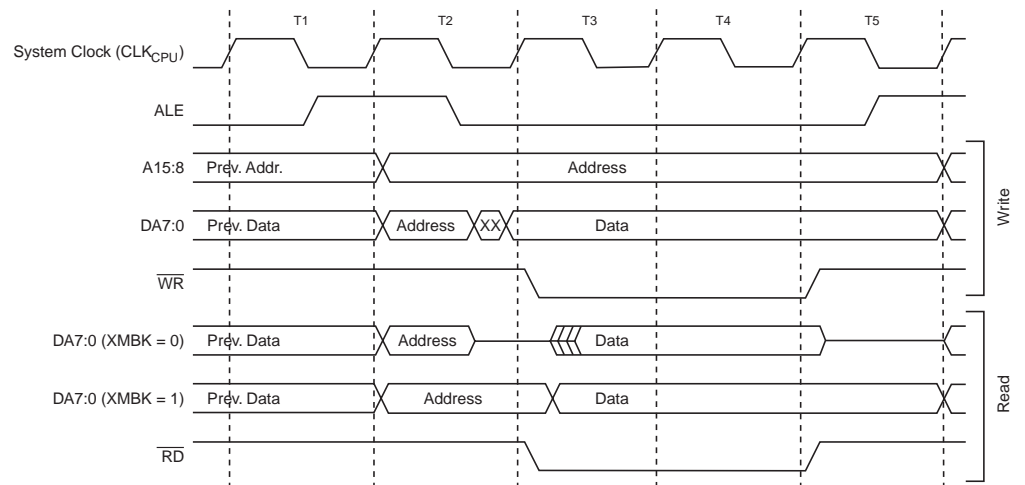 T1 T2 T3 T4 T5
System Clock (CLKCPU)
ALE
A15:8 Prev. Addr. Address
DA7:0 Prev. Data Address XX Data
WR
Write
DA7:0 (XMBK = 0) Prev. Data Address Data
DA7:0 (XMBK = 1) Prev. Data Address Data
RD
Read